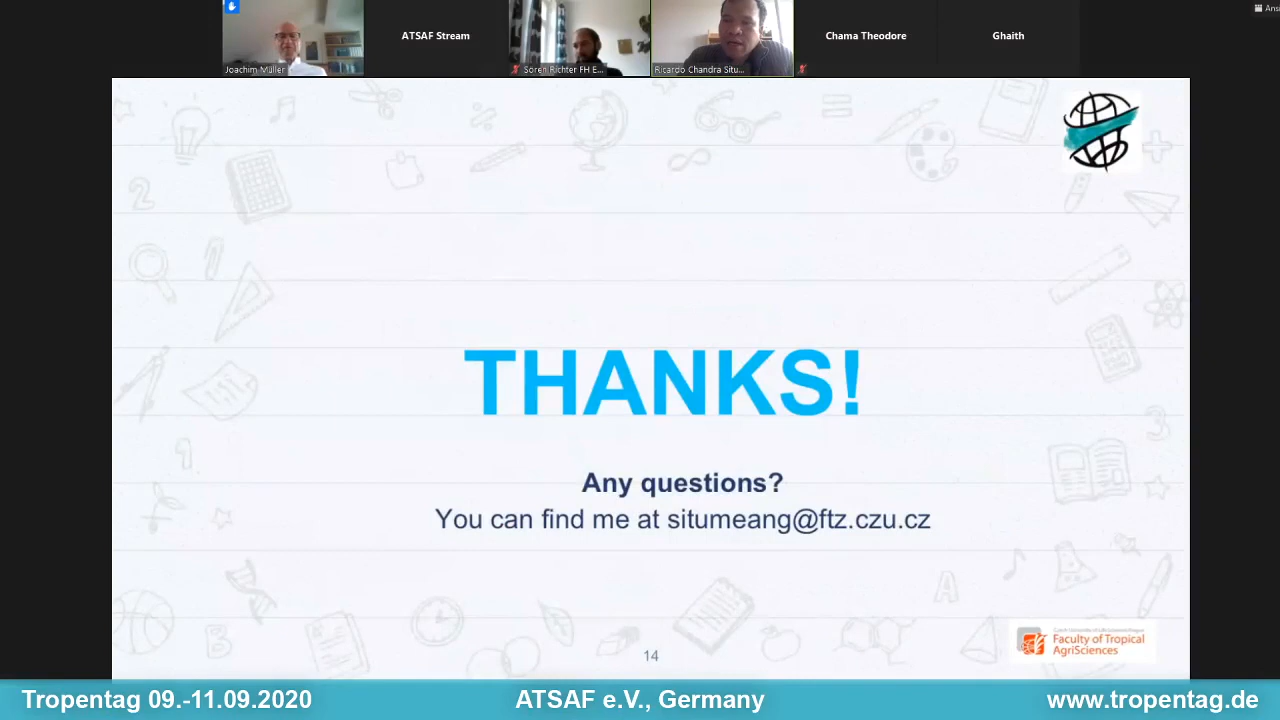 Ans
Joachim Müller
ATSAF Stream
Sören Richter FH E...
Ricardo Chandra Situ...
Chama Theodore
Ghaith
THANKS!
Any questions?
You can find me at situmeang@ftz.czu.cz
14
Faculty of Tropical
AgriSciences
Tropentag 09.-11.09.2020
ATSAF e.V., Germany
www.tropentag.de